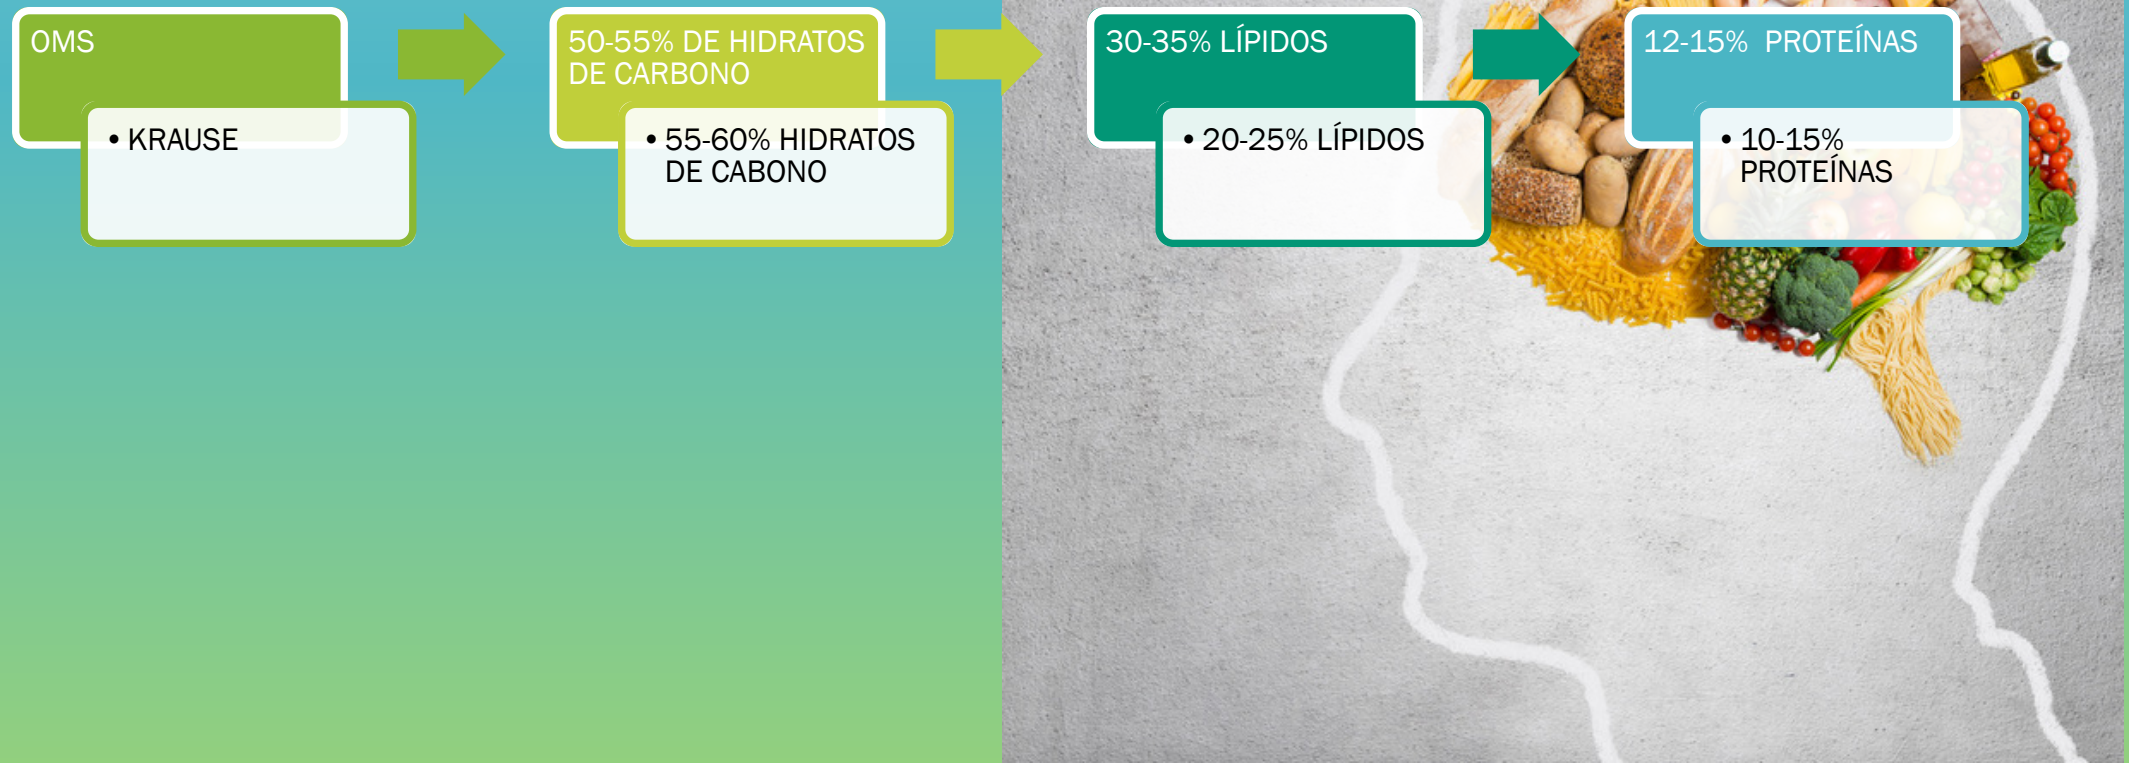 OMS
• KRAUSE
50-55% DE HIDRATOS
DE CARBONO
• 55-60% HIDRATOS
DE CABONO
30-35% LÍPIDOS
• 20-25% LÍPIDOS
12-15% PROTEÍNAS
• 10-15%
PROTEÍNAS